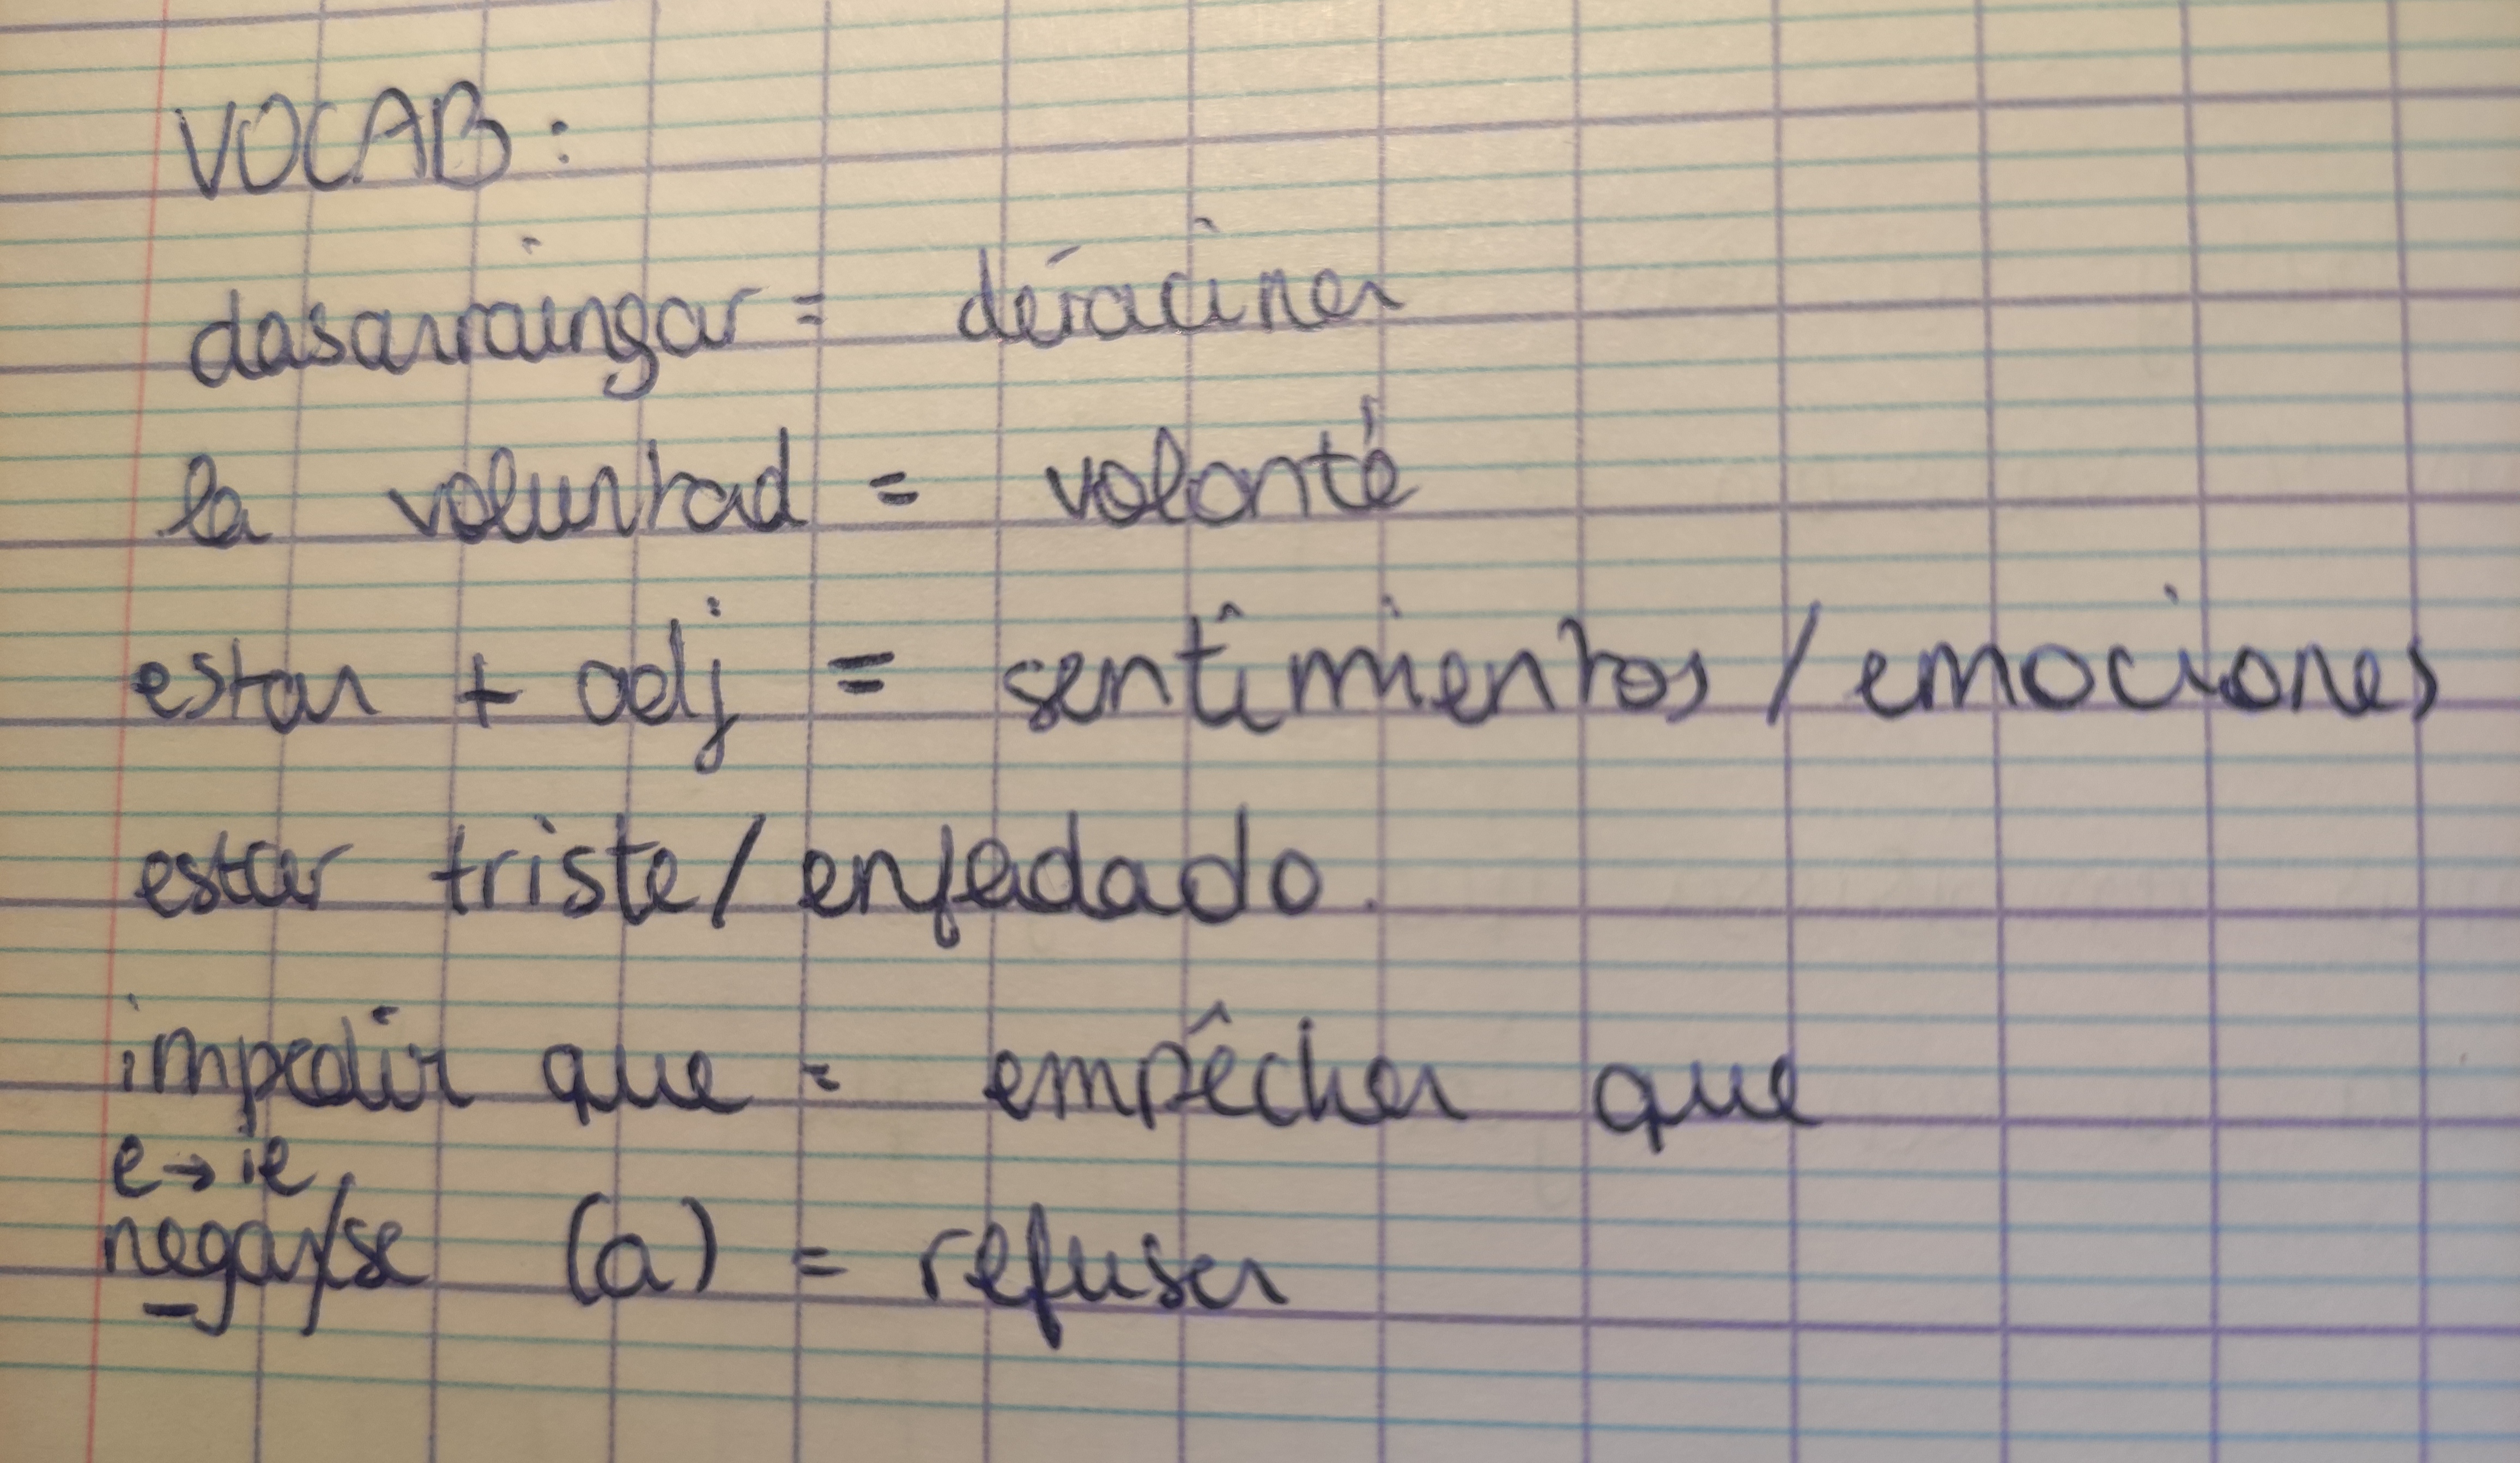 VOCAB :
dasarraingar = déraciner
la voluntad = volonté
estar + adj = sentimientos / emociones
estar triste / enfadado.
impedir que = empêcher que
e → ie
negar/se (a) = refuser